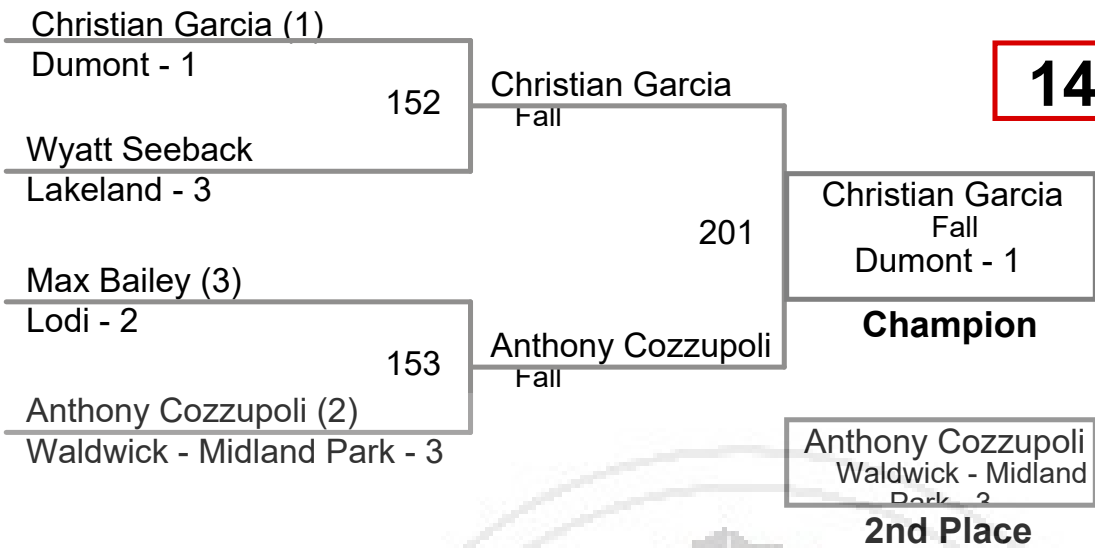 Christian Garcia (1)
Dumont - 1
152
Wyatt Seeback
Lakeland - 3
Christian Garcia
Fall
14
201
Max Bailey (3)
Lodi - 2
153
Anthony Cozzupoli (2)
Waldwick - Midland Park - 3
Anthony Cozzupoli
Fall
Christian Garcia
Fall
Dumont - 1
Champion
Anthony Cozzupoli
Waldwick - Midland
Park - 3
2nd Place